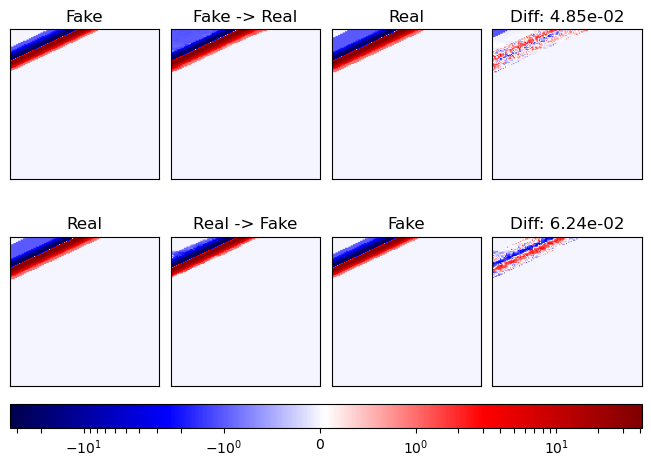 Fake Fake -> Real Real Diff: 4.85e-02
Real Real -> Fake Fake Diff: 6.24e-02
−10¹ −10⁰ 0 10⁰ 10¹